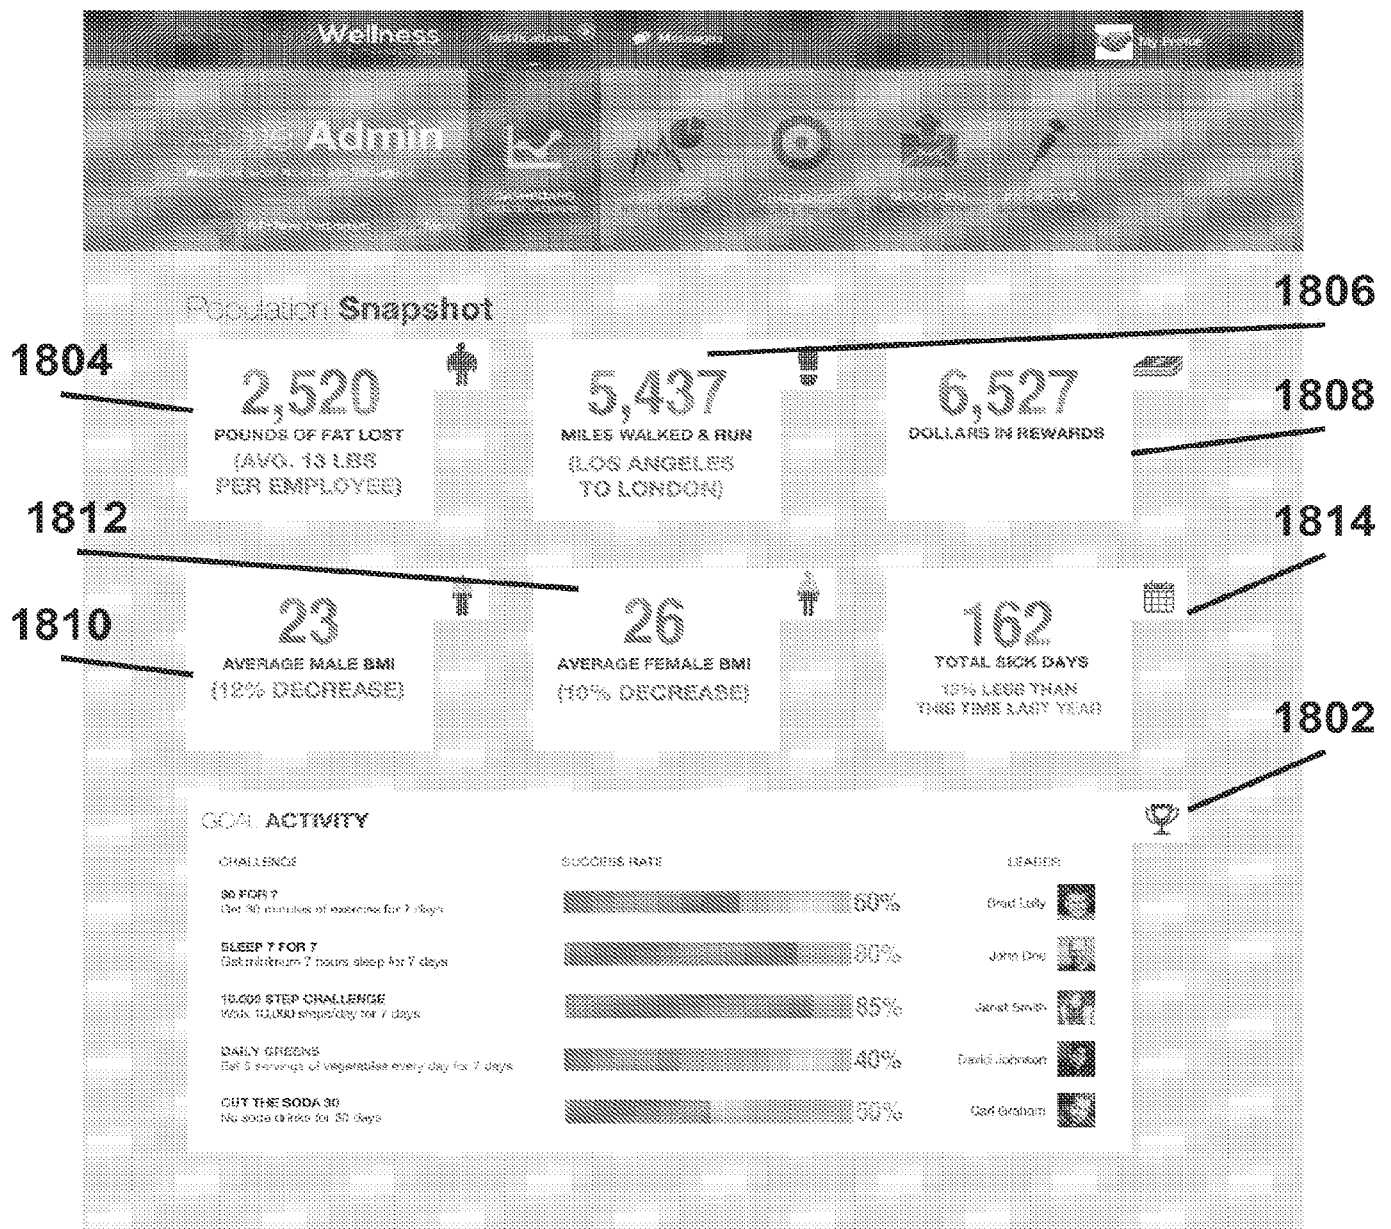 Wellness
Admin
Population Snapshot
1806
1804
2,520
POUNDS OF FAT LOST
(AVG. 13 LBS
PER EMPLOYEE)
5,437
MILES WALKED & RUN
(LOS ANGELES
TO LONDON)
6,527
DOLLARS IN REWARDS
1808
1812
1814
1810
23
AVERAGE MALE BMI
(12% DECREASE)
26
AVERAGE FEMALE BMI
(10% DECREASE)
162
TOTAL SICK DAYS
THIS TIME LAST YEAR
1802
GOAL ACTIVITY
CHALLENGE SUCCESS RATE LEADER
30 FOR 7
Get 30 minutes of exercise for 7 days
60% Brad Lolly
SLEEP 7 FOR 7
Get minimum 7 hours sleep for 7 days
80% John Doe
10,000 STEP CHALLENGE
Walk 10,000 steps/day for 7 days
85% Janet Smith
DAILY GREENS
Eat 5 servings of vegetables every day for 7 days
40% David Johnson
CUT THE SODA 30
No soda drinks for 30 days
50% Carl Graham